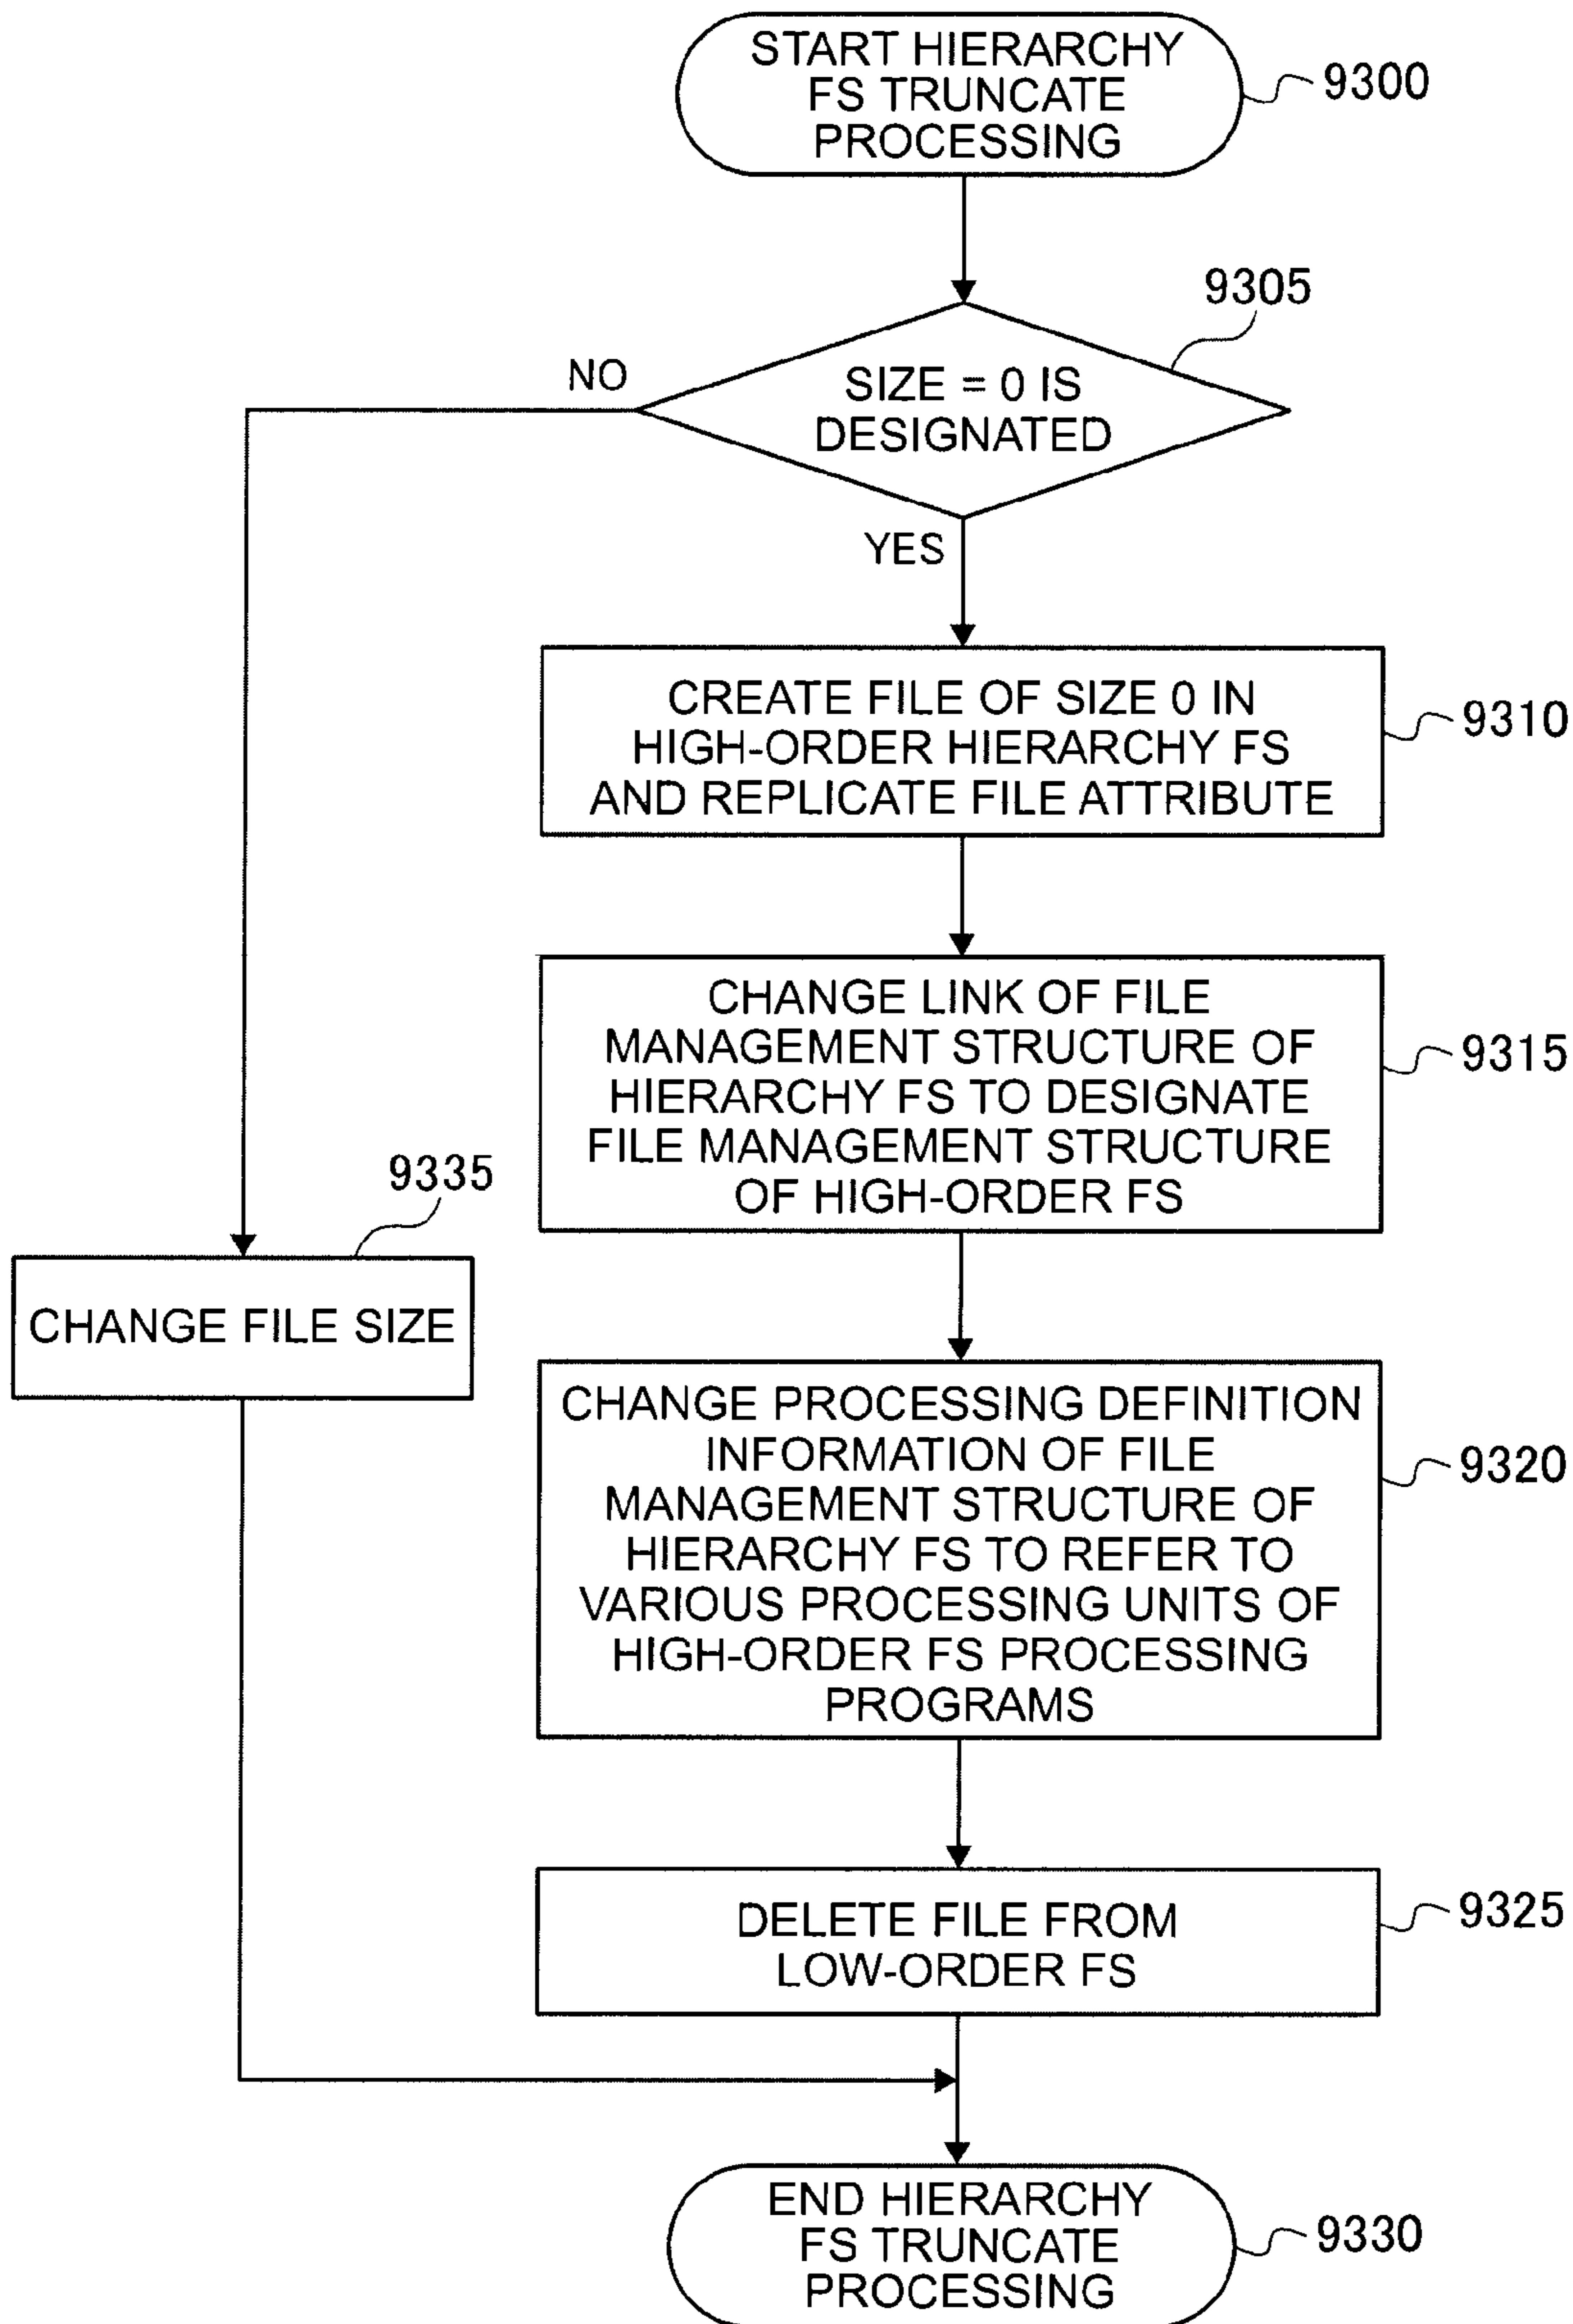 START HIERARCHY
FS TRUNCATE
PROCESSING
9300
9305
NO
SIZE = 0 IS
DESIGNATED
YES
CREATE FILE OF SIZE 0 IN
HIGH-ORDER HIERARCHY FS
AND REPLICATE FILE ATTRIBUTE
9310
CHANGE LINK OF FILE
MANAGEMENT STRUCTURE OF
HIERARCHY FS TO DESIGNATE
FILE MANAGEMENT STRUCTURE
OF HIGH-ORDER FS
9315
9335
CHANGE FILE SIZE
CHANGE PROCESSING DEFINITION
INFORMATION OF FILE
MANAGEMENT STRUCTURE OF
HIERARCHY FS TO REFER TO
VARIOUS PROCESSING UNITS OF
HIGH-ORDER FS PROCESSING
PROGRAMS
9320
DELETE FILE FROM
LOW-ORDER FS
9325
END HIERARCHY
FS TRUNCATE
PROCESSING
9330